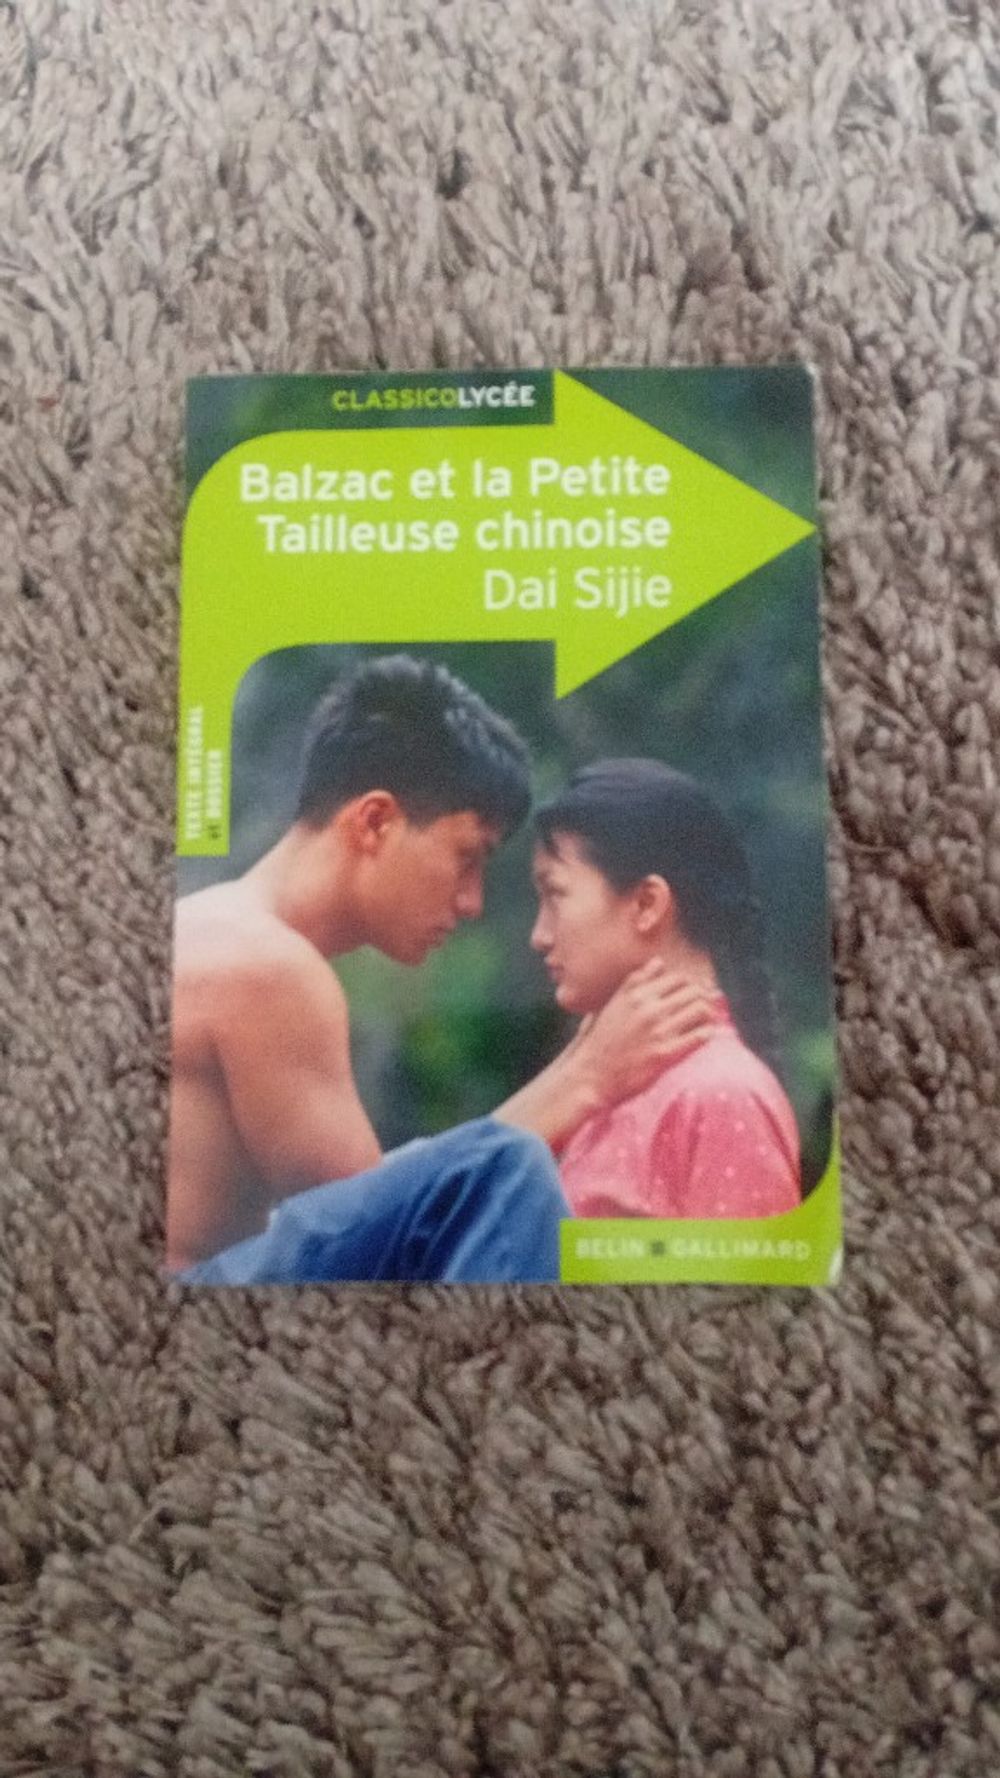 CLASSICOLYCÉE
Balzac et la Petite
Tailleuse chinoise
Dai Sijie
TEXTE INTÉGRAL
et DOSSIER
BELIN ■ GALLIMARD